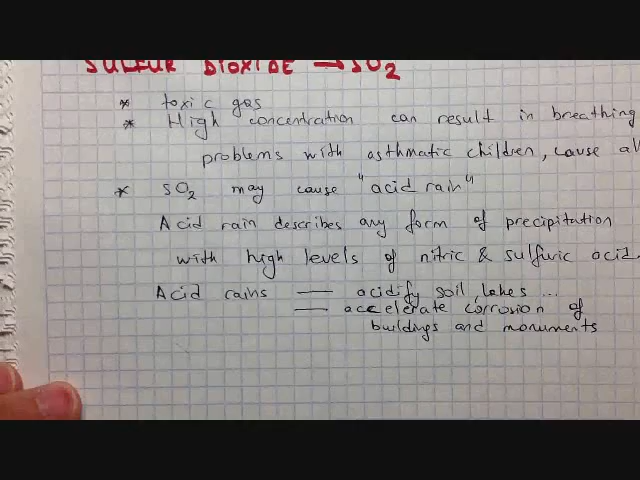 SULFUR DIOXIDE → SO2
* toxic gas
* High concentration can result in breathing
problems with asthmatic children, cause
* SO2 may cause "acid rain"
Acid rain describes any form of precipitation
with high levels of nitric & sulfuric acid.
Acid rains — acidify soil, lakes ...
— accelerate corrosion of
buildings and monuments